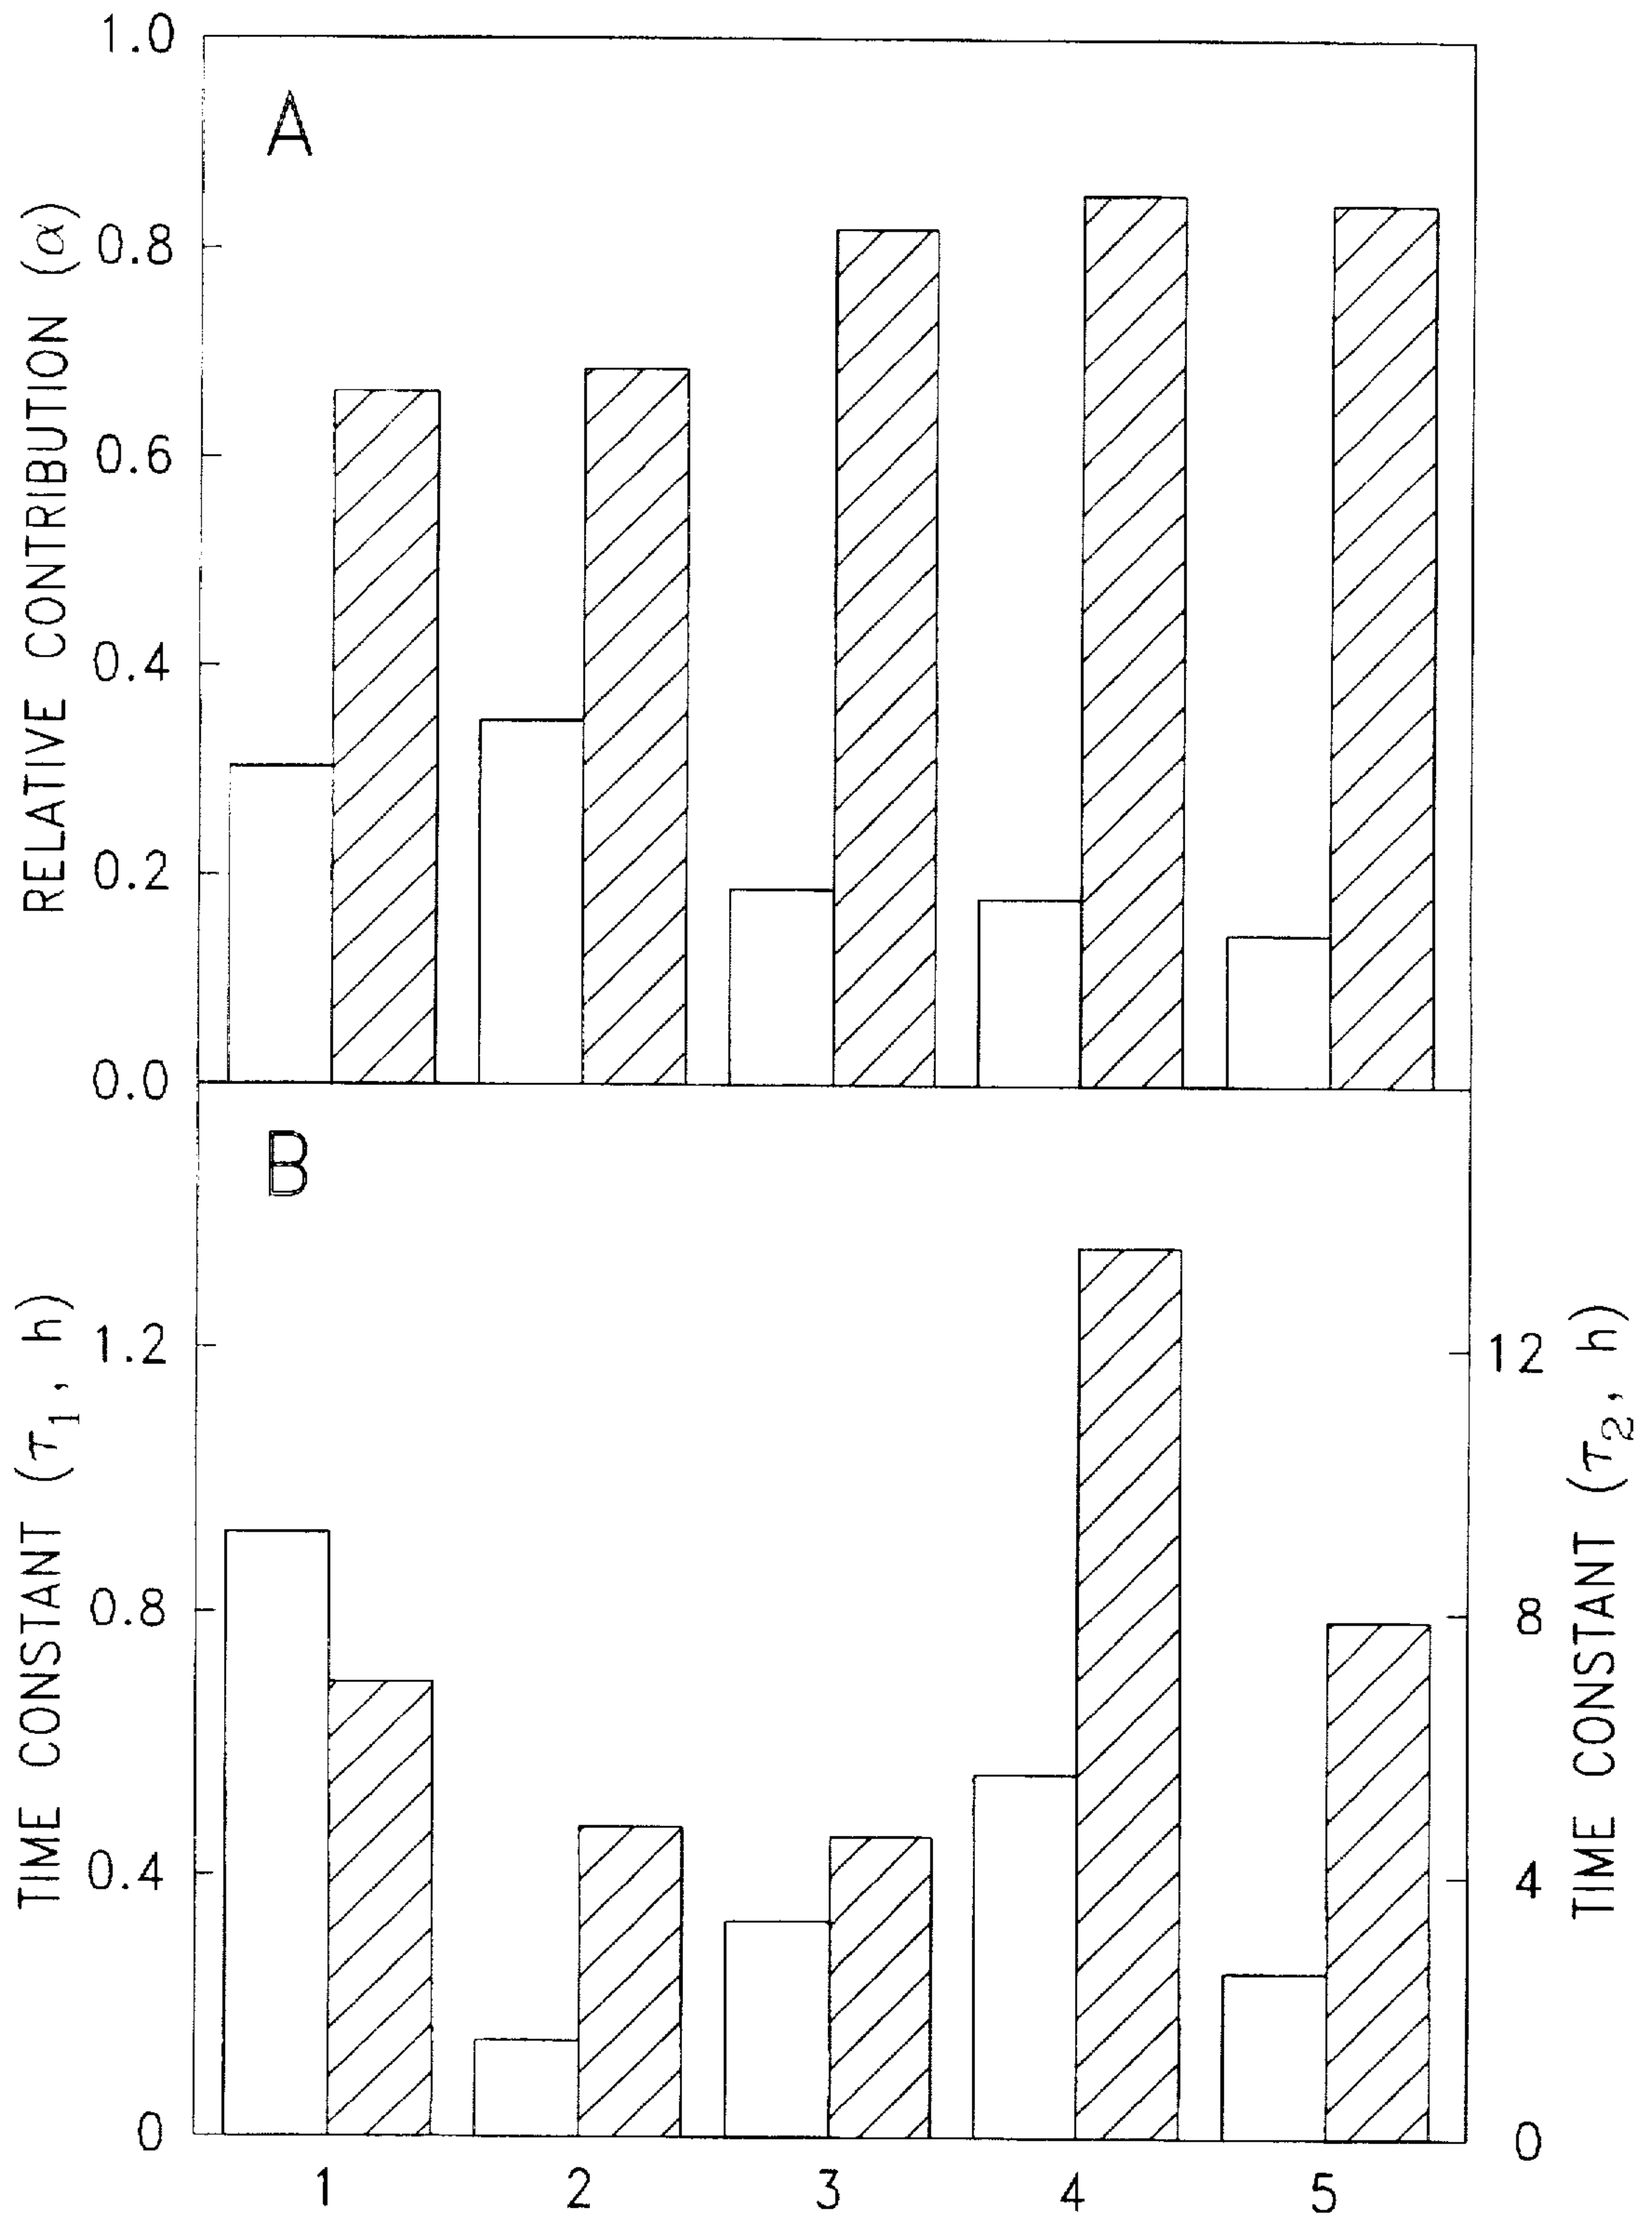 A
RELATIVE CONTRIBUTION (α)
1.0
0.8
0.6
0.4
0.2
0.0
B
TIME CONSTANT (τ1, h)
1.2
0.8
0.4
0
TIME CONSTANT (τ2, h)
12
8
4
0
1 2 3 4 5